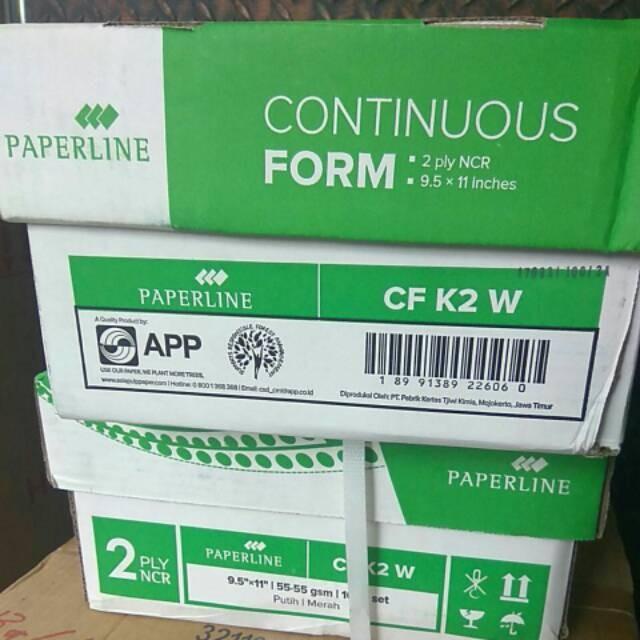 PAPERLINE
CONTINUOUS
FORM
2 ply NCR
9.5 x 11 inches
PAPERLINE
CF K2 W
A Quality Product by:
APP
USE OUR PAPER, WE PLANT MORE TREES.
1 89 91389 22606 0
Diproduksi Oleh: PT. Pabrik Kertas Tjiwi Kimia, Mojokerto, Jawa Timur
PAPERLINE
2 PLY NCR
PAPERLINE
K2 W
9.5"x11" | 55-55 gsm | set
Putih | Merah